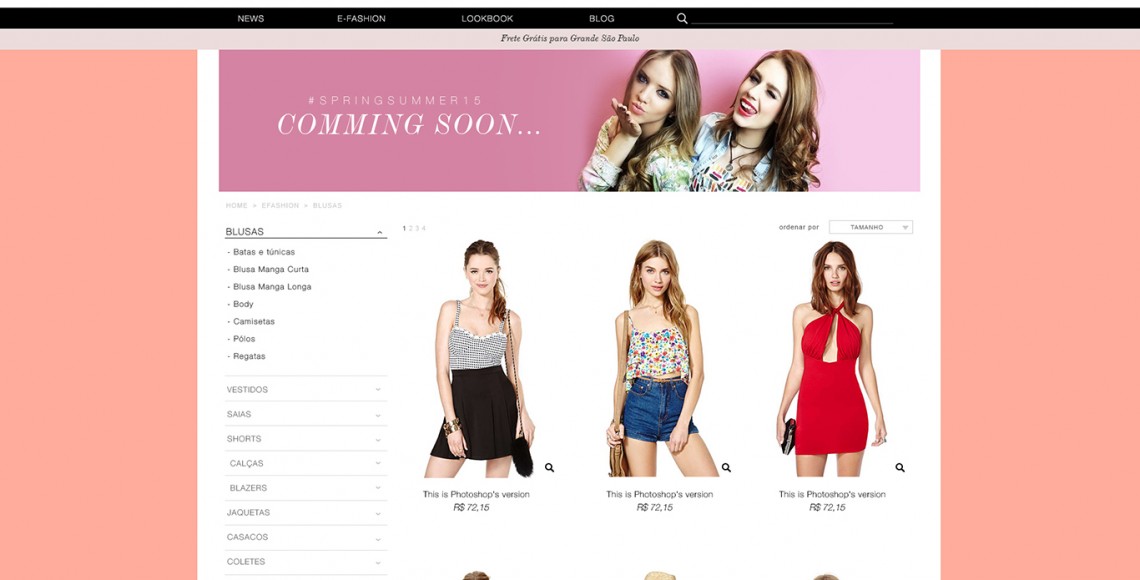 NEWS E-FASHION LOOKBOOK BLOG
Frete Grátis para Grande São Paulo
#SPRINGSUMMER15
COMMING SOON...
HOME » EFASHION » BLUSAS
BLUSAS
- Batas e túnicas
- Blusa Manga Curta
- Blusa Manga Longa
- Body
- Camisetas
- Pólos
- Regatas
VESTIDOS
SAIAS
SHORTS
CALÇAS
BLAZERS
JAQUETAS
CASACOS
COLETES
1 2 3 4
ordenar por TAMANHO
This is Photoshop's version
R$ 72,15
This is Photoshop's version
R$ 72,15
This is Photoshop's version
R$ 72,15